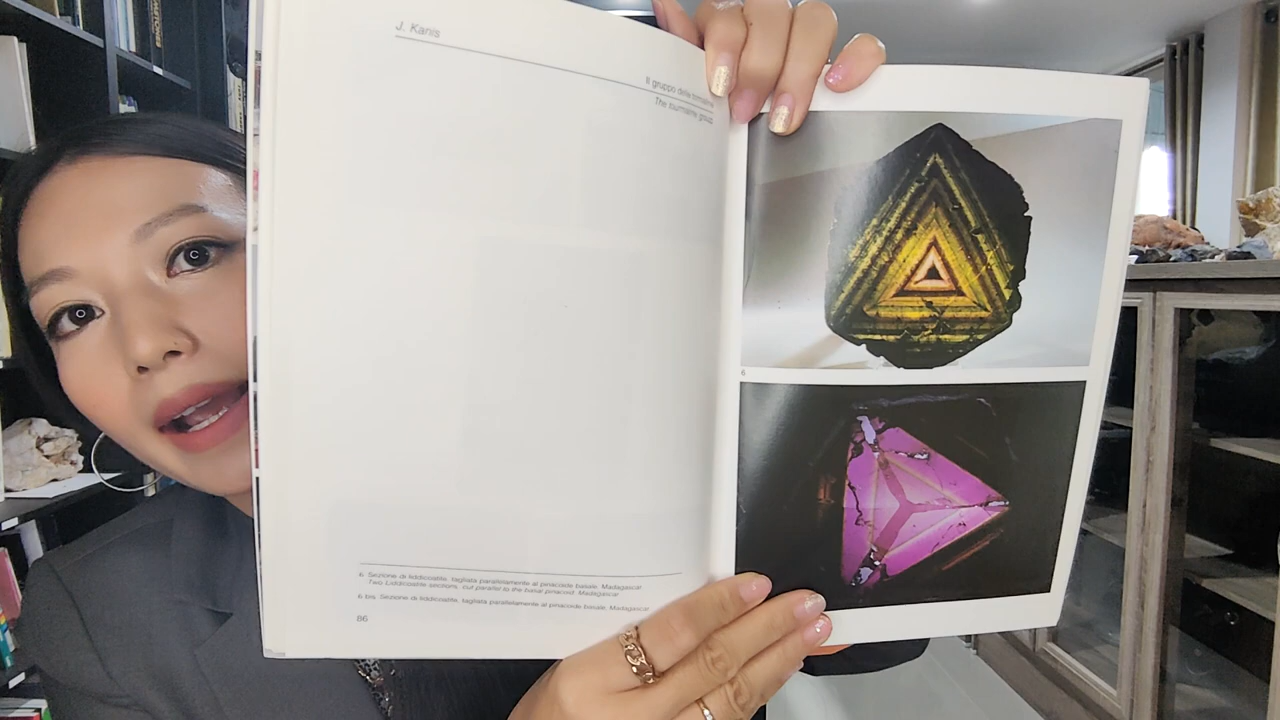 J. Kanis
Il gruppo delle tormaline
The tourmaline group
6
6 Sezione di liddicoatite, tagliata parallelamente al pinacoide basale. Madagascar
Two Liddicoatite sections, cut parallel to the basal pinacoid. Madagascar
6 bis Sezione di liddicoatite, tagliata parallelamente al pinacoide basale. Madagascar
86